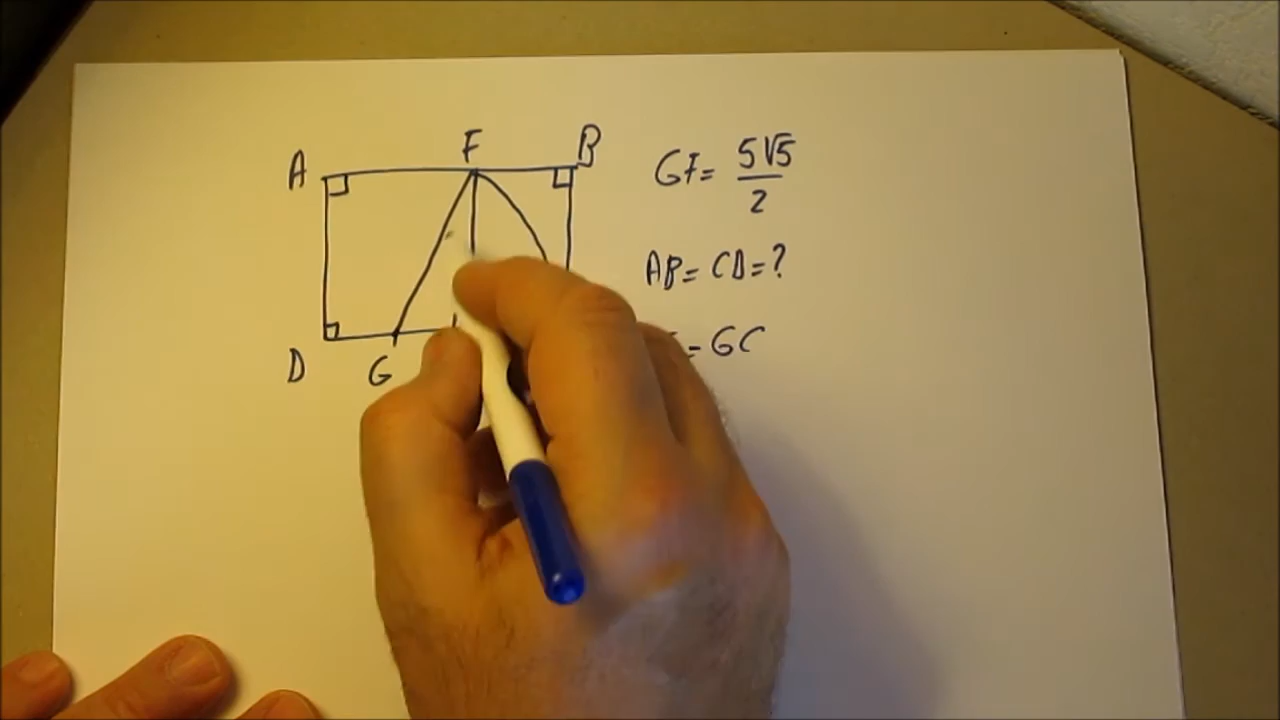 A F B
D G
GF = 5√5/2
AB = CD = ?
= GC